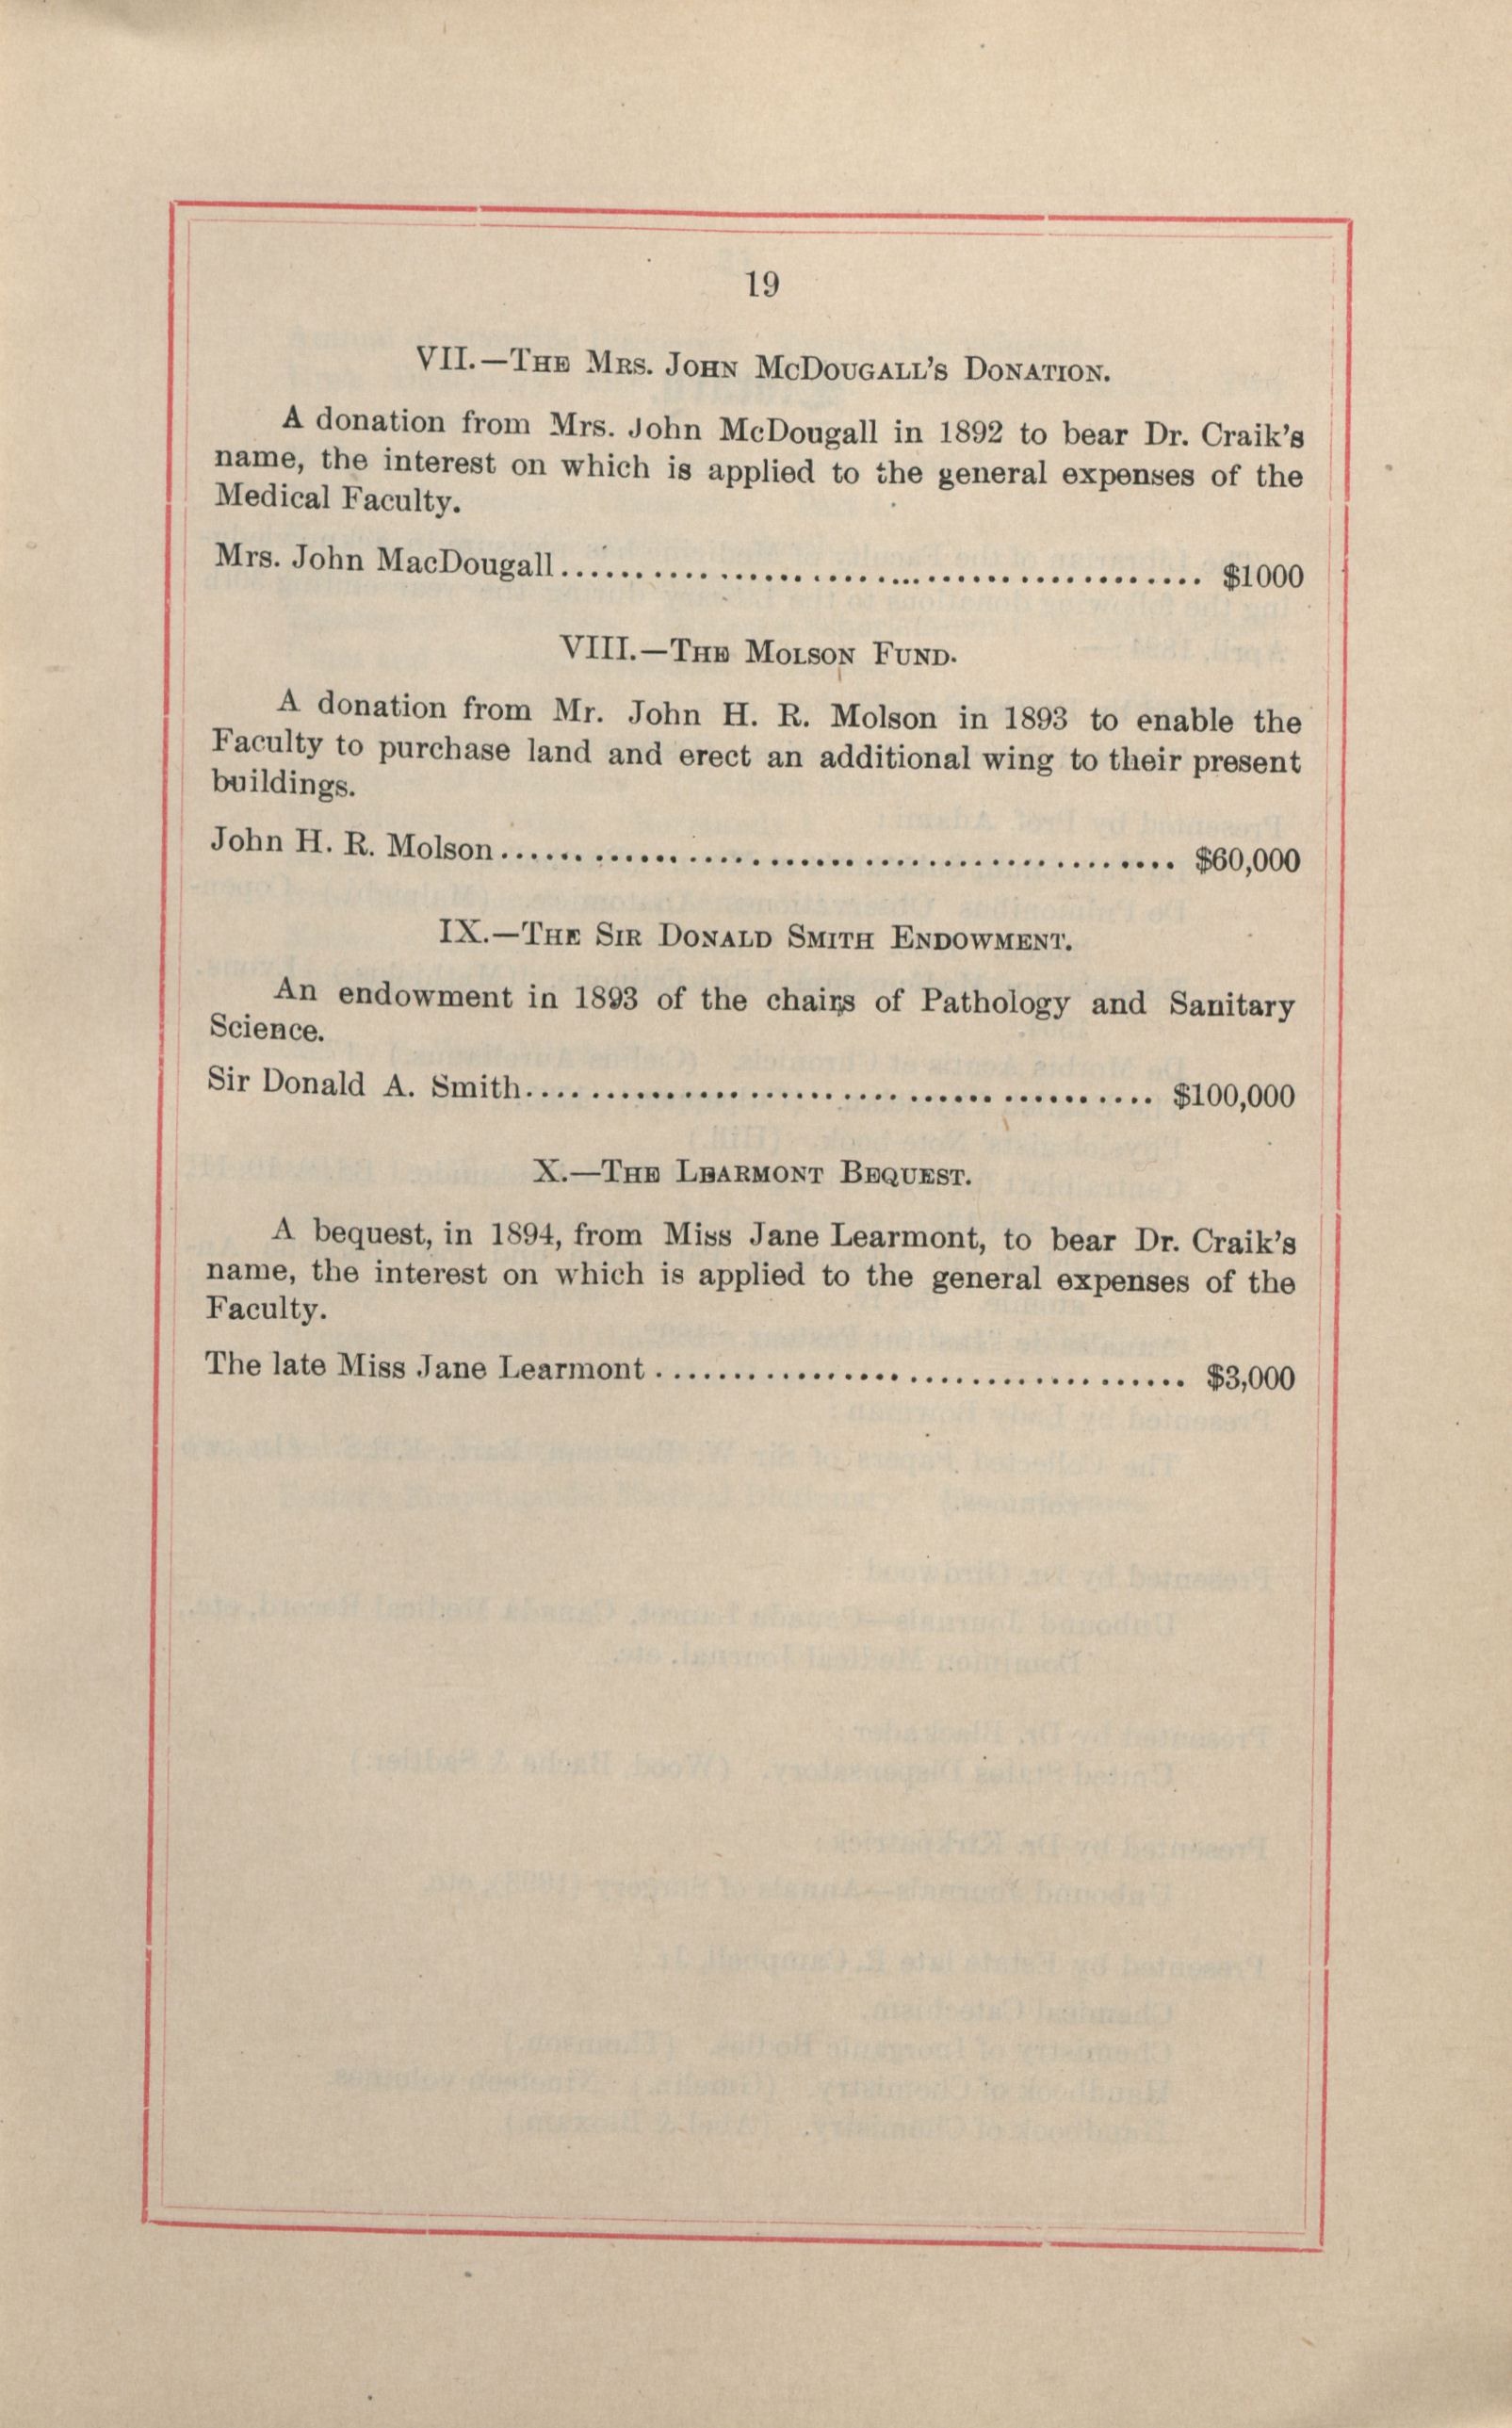 19
VII.—The Mrs. John McDougall's Donation.
A donation from Mrs. John McDougall in 1892 to bear Dr. Craik's
name, the interest on which is applied to the general expenses of the
Medical Faculty.
Mrs. John MacDougall........................................................ $1000
VIII.—The Molson Fund.
A donation from Mr. John H. R. Molson in 1893 to enable the
Faculty to purchase land and erect an additional wing to their present
buildings.
John H. R. Molson........................................................ $60,000
IX.—The Sir Donald Smith Endowment.
An endowment in 1893 of the chairs of Pathology and Sanitary
Science.
Sir Donald A. Smith........................................................ $100,000
X.—The Learmont Bequest.
A bequest, in 1894, from Miss Jane Learmont, to bear Dr. Craik's
name, the interest on which is applied to the general expenses of the
Faculty.
The late Miss Jane Learmont................................................ $3,000